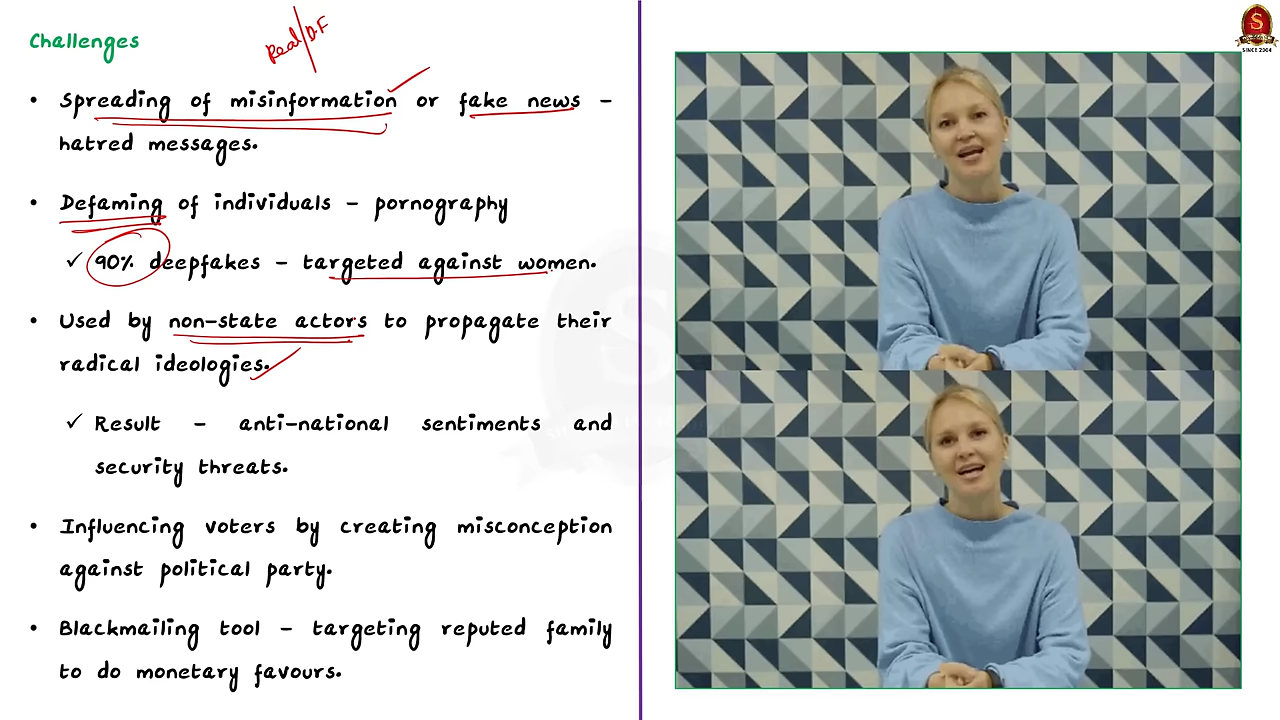 Challenges
Real/D.F
• Spreading of misinformation or fake news –
hatred messages.
• Defaming of individuals – pornography
✓ 90% deepfakes – targeted against women.
• Used by non-state actors to propagate their
radical ideologies.
✓ Result – anti-national sentiments and
security threats.
• Influencing voters by creating misconception
against political party.
• Blackmailing tool – targeting reputed family
to do monetary favours.
S
SINCE 2004